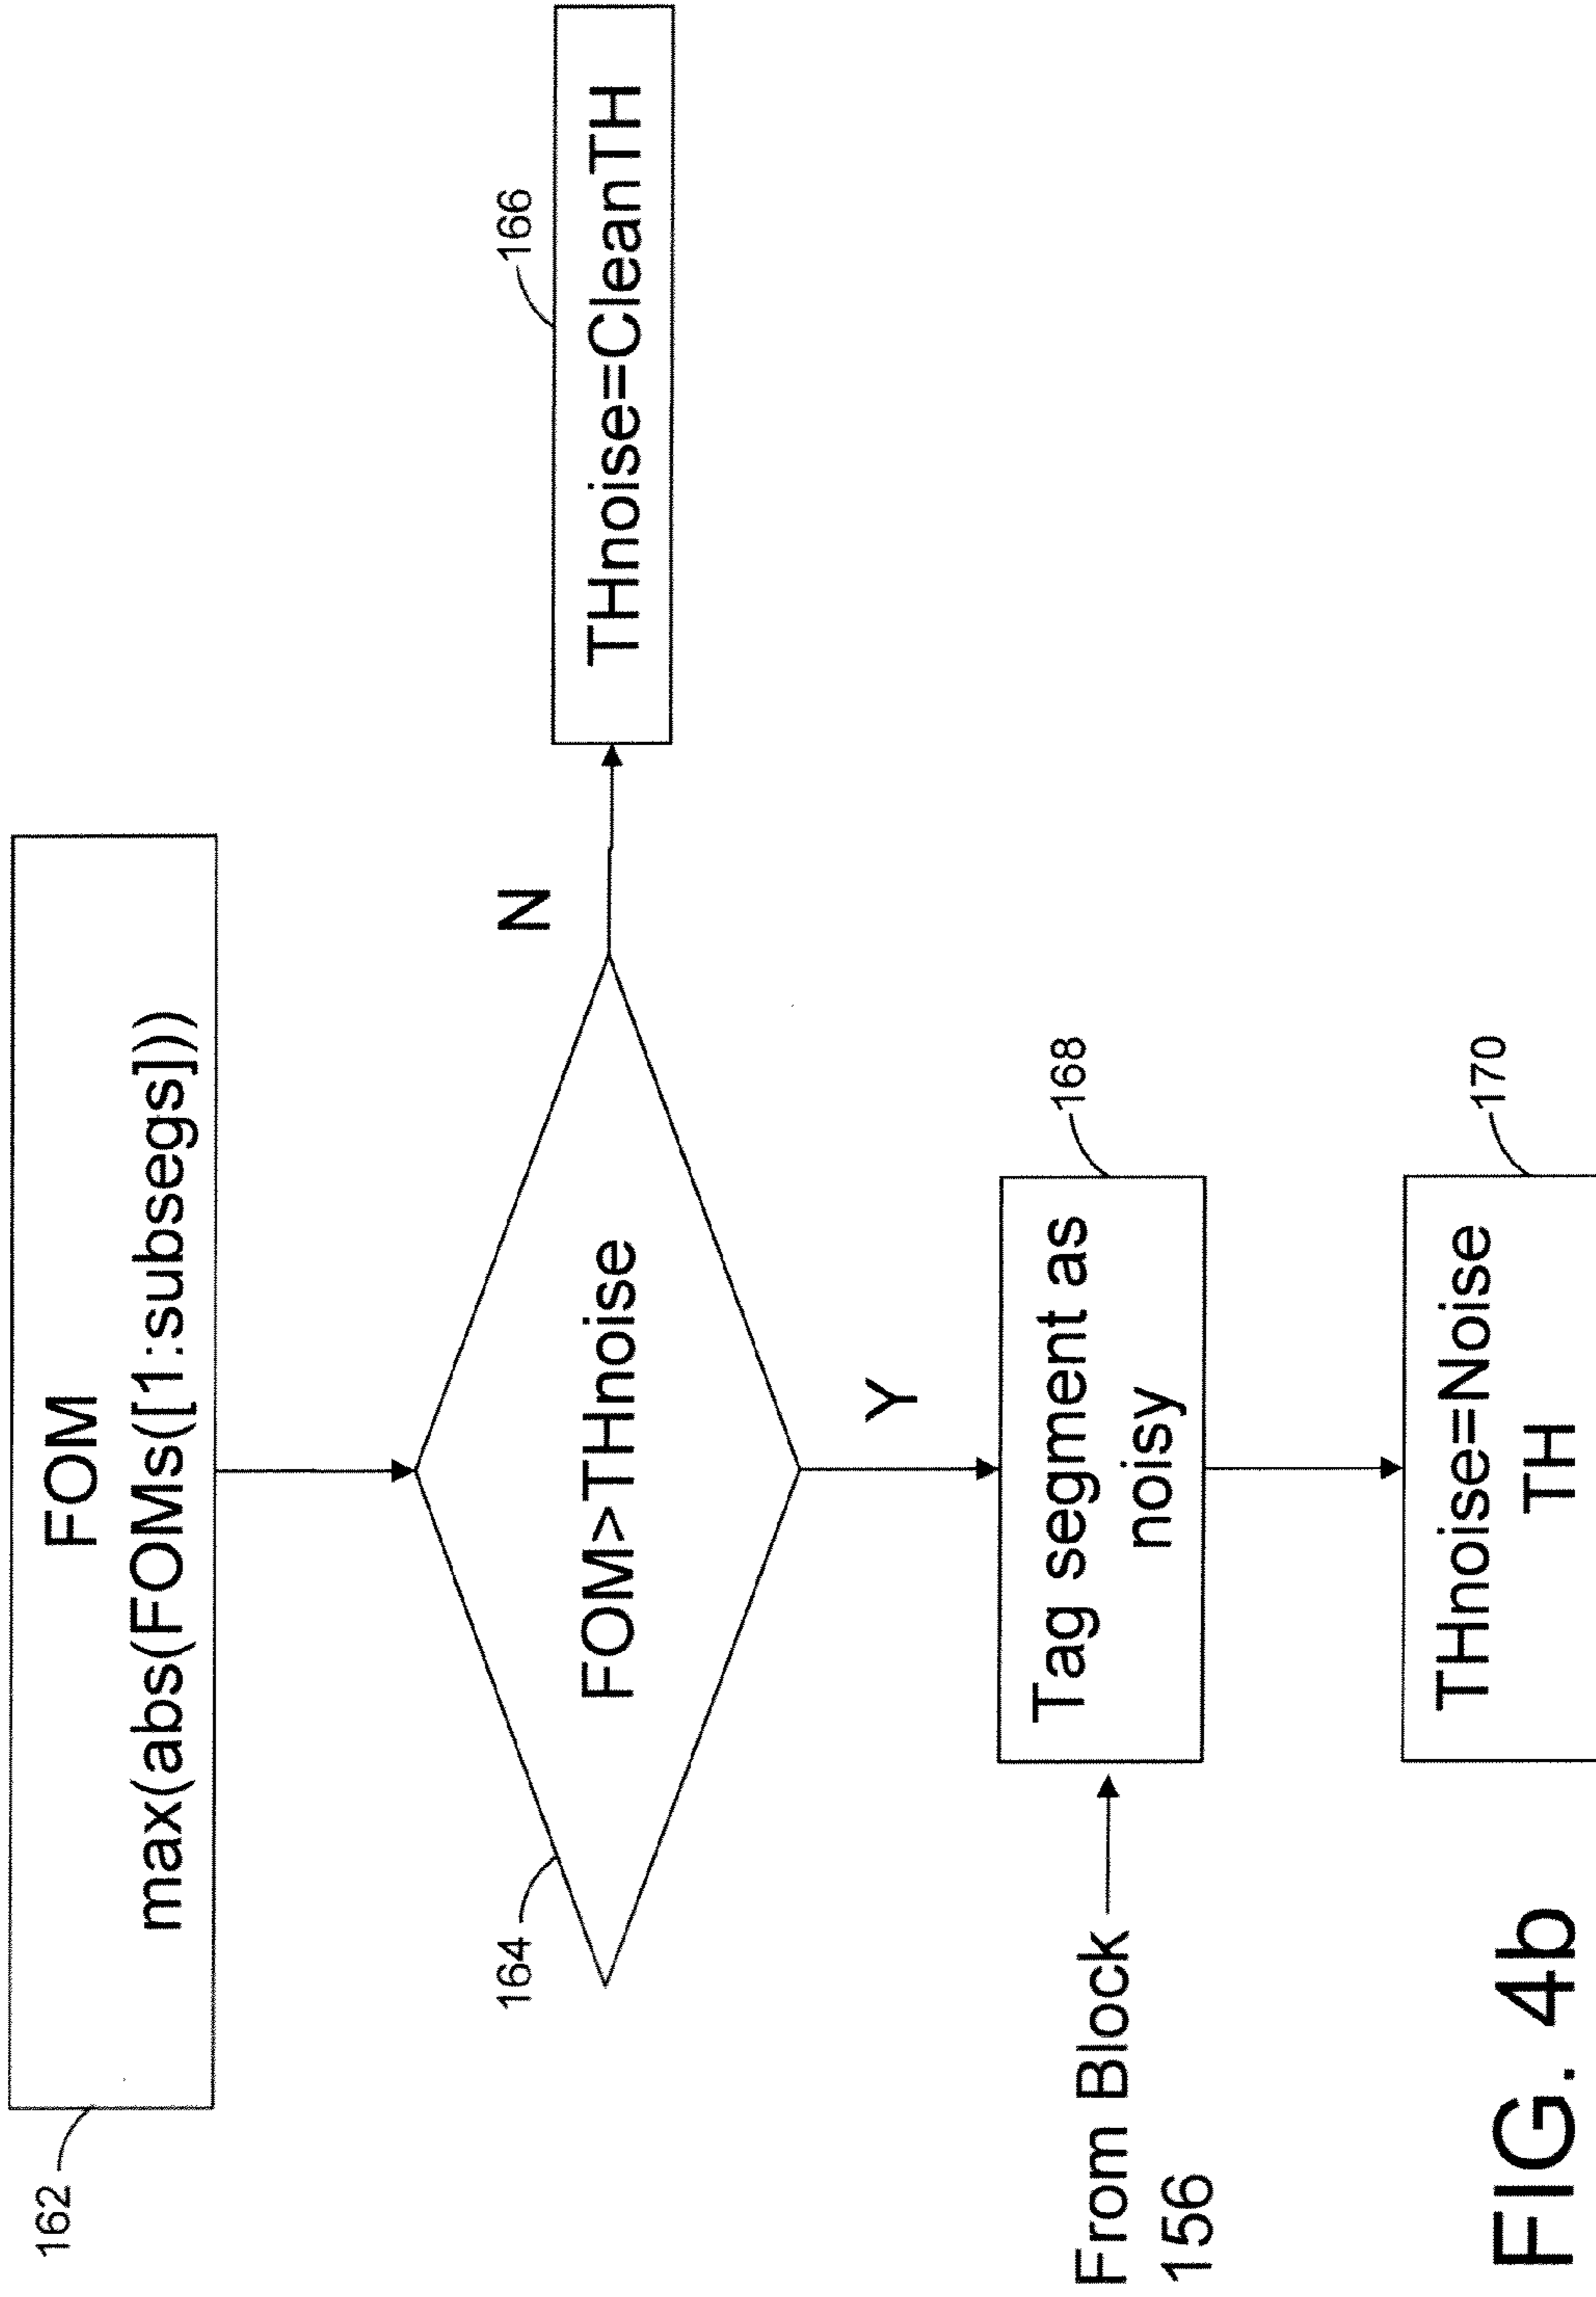 162
FOM
max(abs(FOMs([1:subsegs]))
164
FOM>THnoise
N
166
THnoise=CleanTH
Y
From Block
156
Tag segment as
noisy
168
THnoise=Noise
TH
170
FIG. 4b